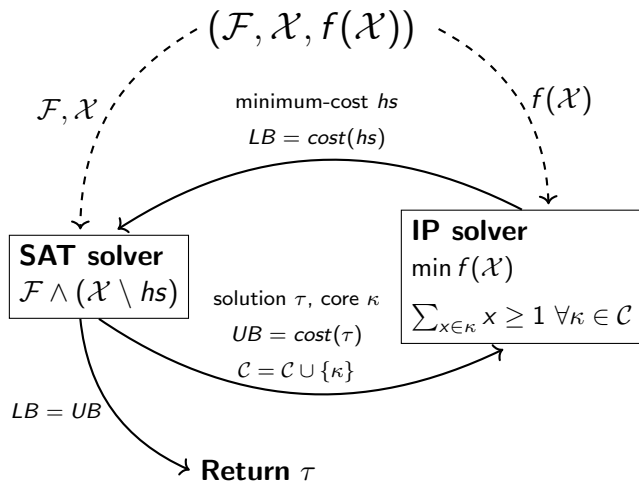 (ℱ, 𝒳, f(𝒳))
ℱ, 𝒳
f(𝒳)
minimum-cost hs
LB = cost(hs)
SAT solver
ℱ ∧ (𝒳 \ hs)
IP solver
min f(𝒳)
∑_{x∈κ} x ≥ 1 ∀κ ∈ 𝒞
solution τ, core κ
UB = cost(τ)
𝒞 = 𝒞 ∪ {κ}
LB = UB
Return τ